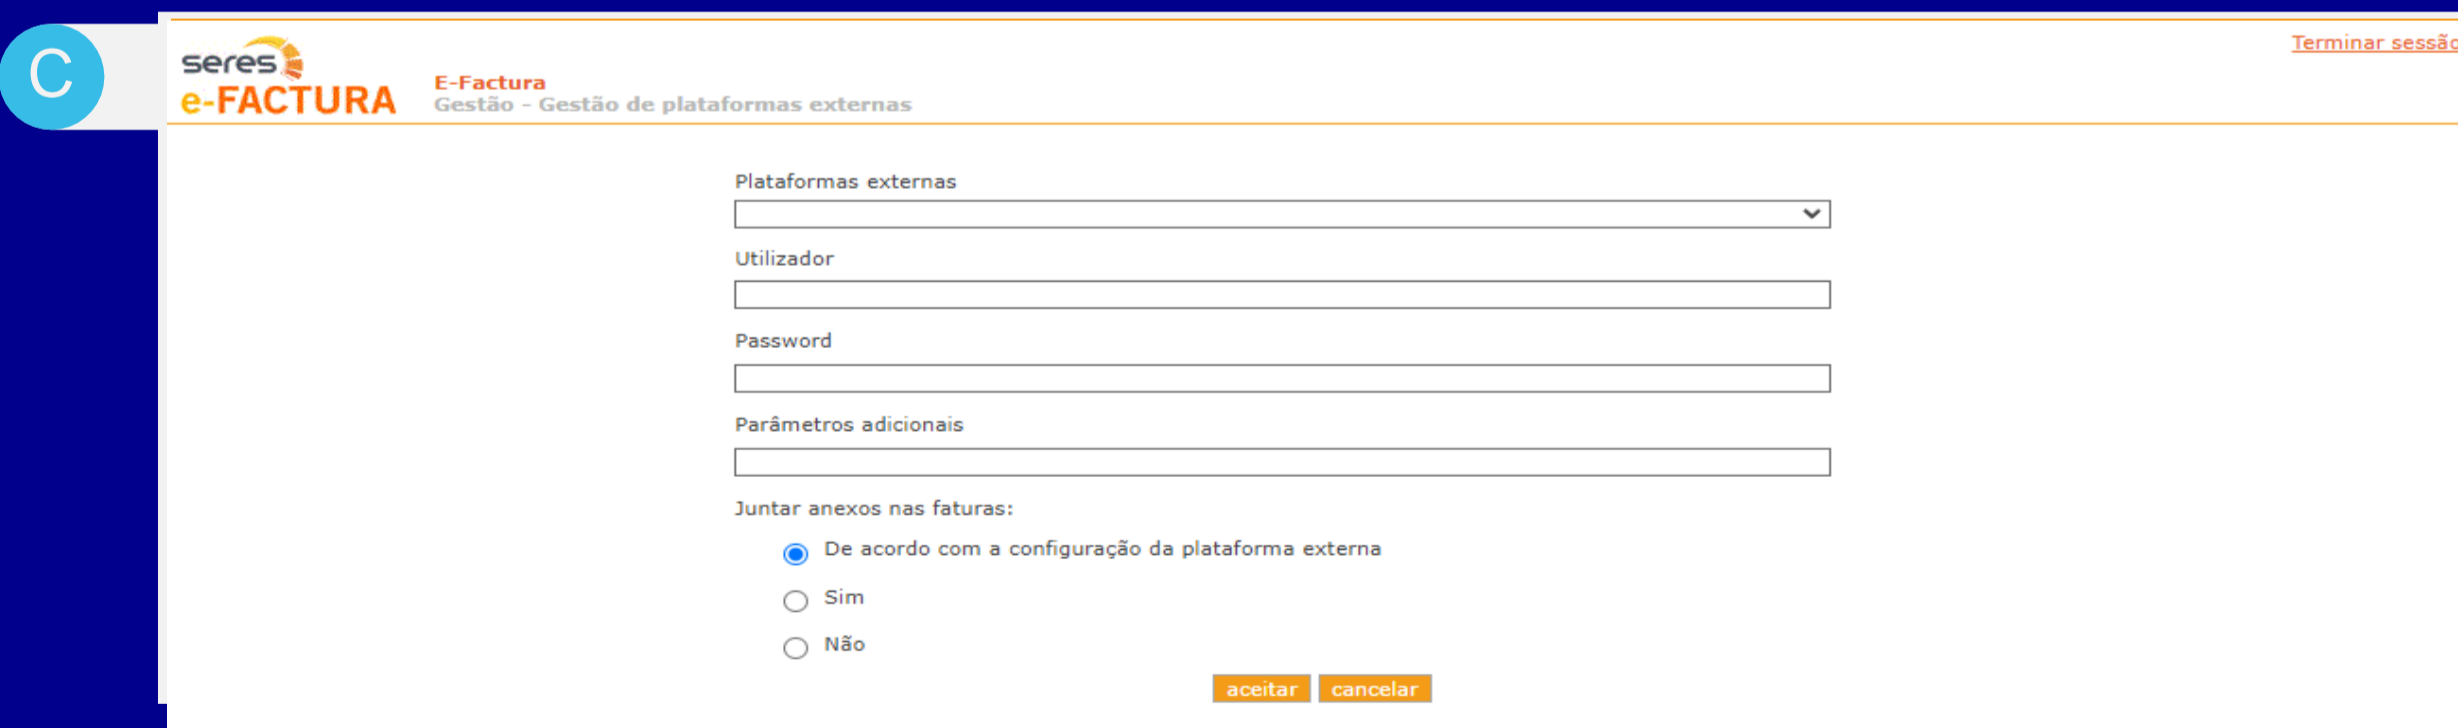 C
seres
e-FACTURA
E-Factura
Gestão - Gestão de plataformas externas
Terminar sessão
Plataformas externas
Utilizador
Password
Parâmetros adicionais
Juntar anexos nas faturas:
De acordo com a configuração da plataforma externa
Sim
Não
aceitar cancelar